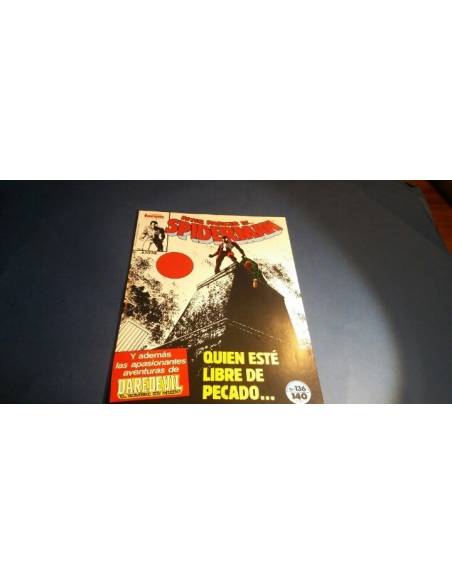 SPIDERMAN
Y además
las apasionantes
aventuras de
DAREDEVIL
QUIEN ESTÉ
LIBRE DE
PECADO...
136
140